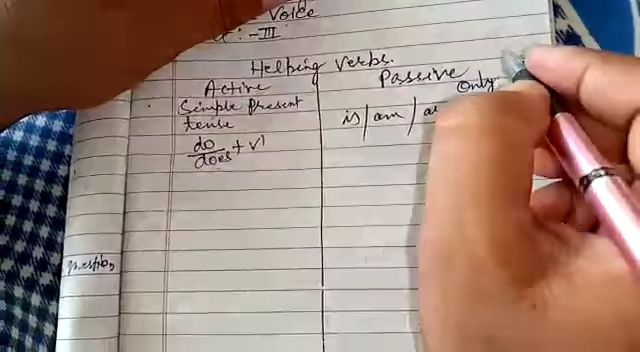 Voice
:-III
Helping Verbs.
Active Passive
Only
Simple Present
tense is/am/
do/does + V1
Question